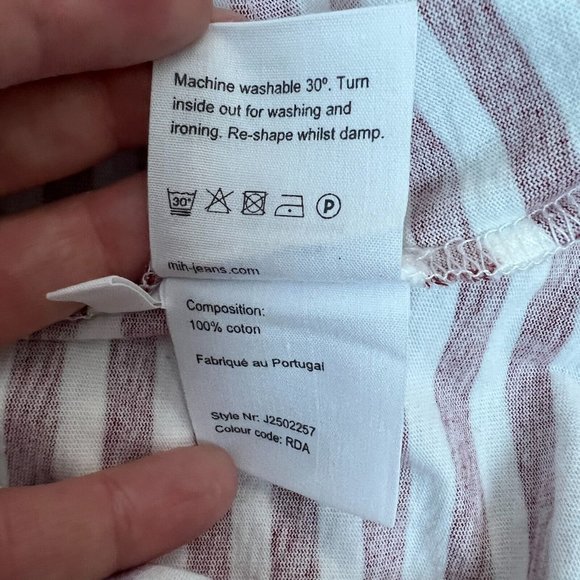 Machine washable 30º. Turn
inside out for washing and
ironing. Re-shape whilst damp.
30° P
mih-jeans.com
Composition:
100% coton
Fabriqué au Portugal
Style Nr: J2502257
Colour code: RDA